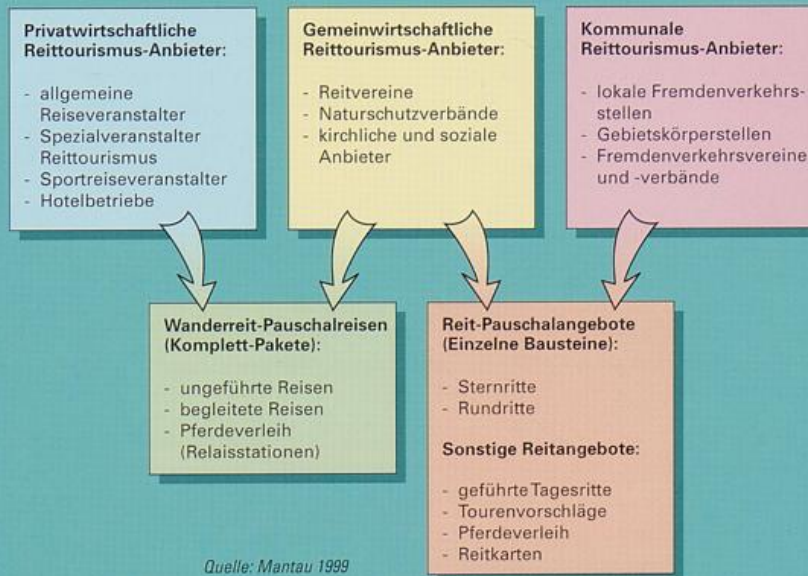 Privatwirtschaftliche
Reittourismus-Anbieter:
- allgemeine
Reiseveranstalter
- Spezialveranstalter
Reittourismus
- Sportreiseveranstalter
- Hotelbetriebe
Gemeinwirtschaftliche
Reittourismus-Anbieter:
- Reitvereine
- Naturschutzverbände
- kirchliche und soziale
Anbieter
Kommunale
Reittourismus-Anbieter:
- lokale Fremdenverkehrs-
stellen
- Gebietskörperstellen
- Fremdenverkehrsvereine
und -verbände
Wanderreit-Pauschalreisen
(Komplett-Pakete):
- ungeführte Reisen
- begleitete Reisen
- Pferdeverleih
(Relaisstationen)
Reit-Pauschalangebote
(Einzelne Bausteine):
- Sternritte
- Rundritte
Sonstige Reitangebote:
- geführte Tagesritte
- Tourenvorschläge
- Pferdeverleih
- Reitkarten
Quelle: Mantau 1999